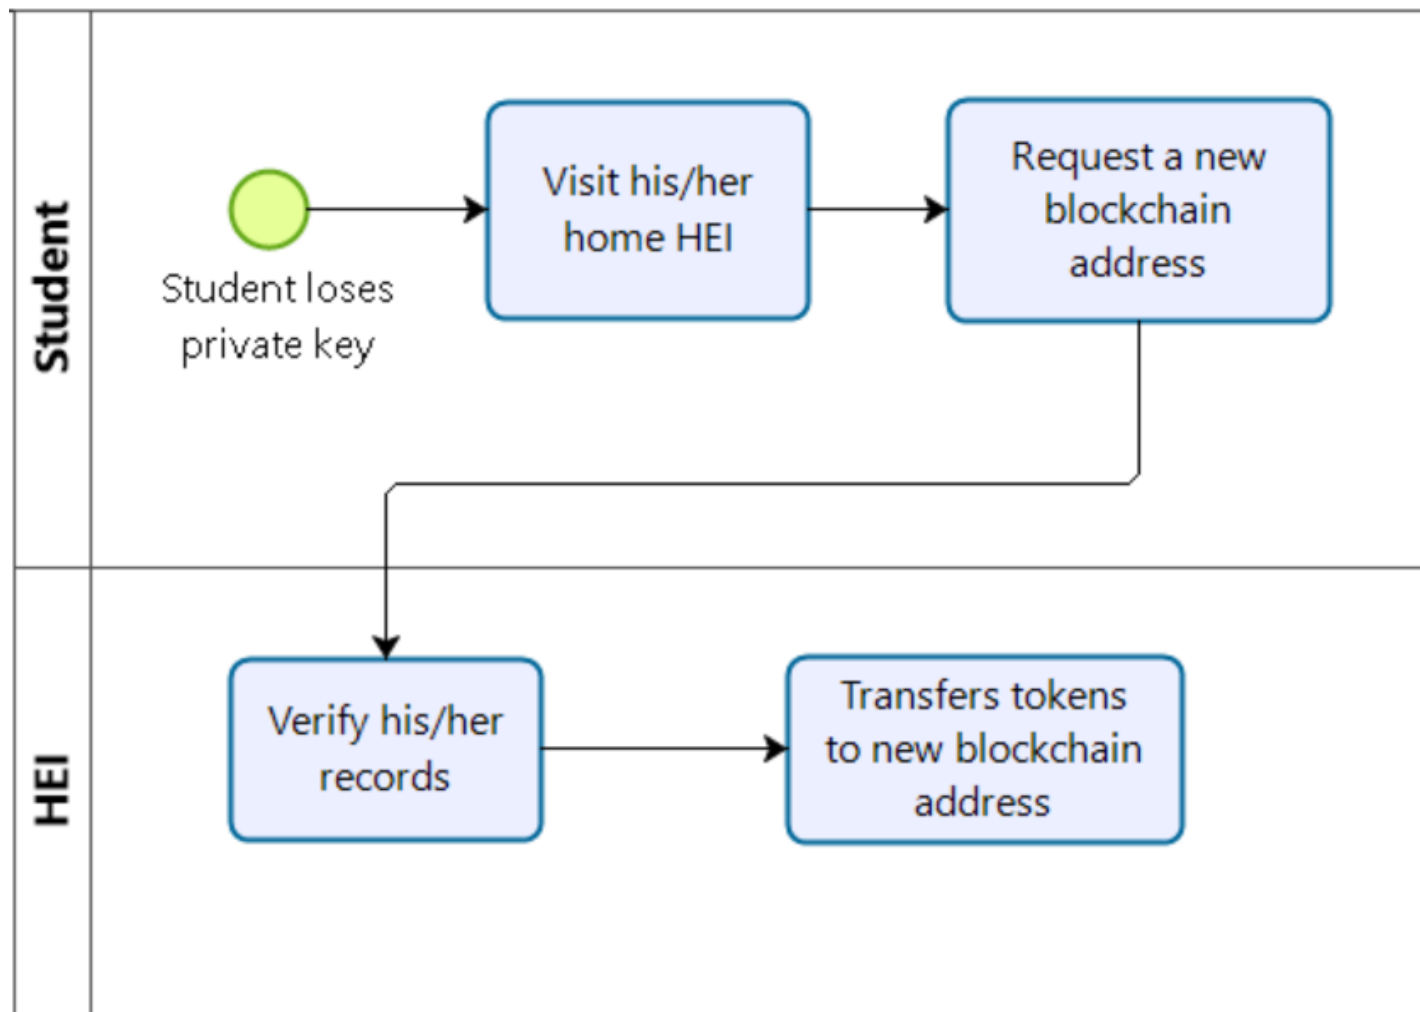 Student
Student loses
private key
Visit his/her
home HEI
Request a new
blockchain
address
HEI
Verify his/her
records
Transfers tokens
to new blockchain
address